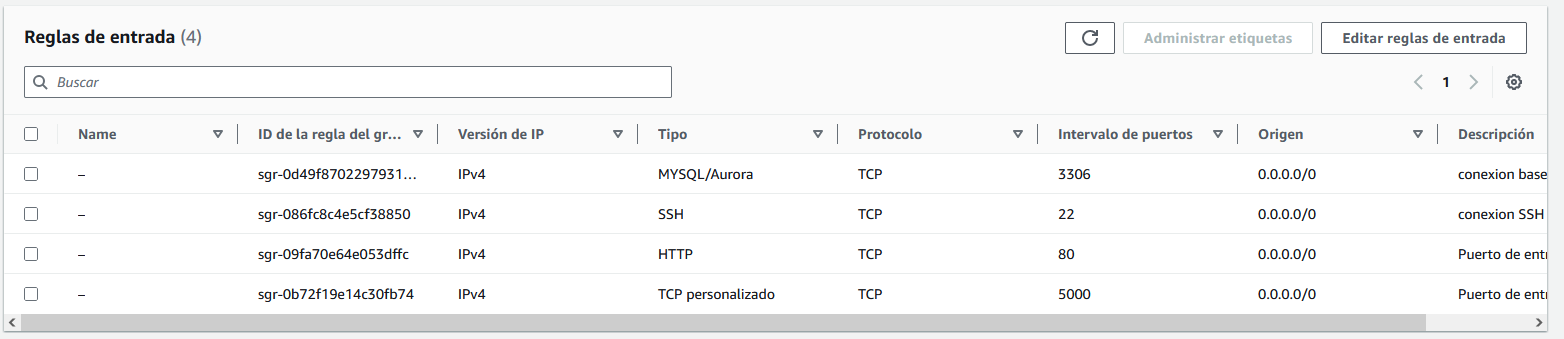 Reglas de entrada (4)
Administrar etiquetas
Editar reglas de entrada
Buscar
1
Name ID de la regla del gr... Versión de IP Tipo Protocolo Intervalo de puertos Origen Descripción
– sgr-0d49f8702297931... IPv4 MYSQL/Aurora TCP 3306 0.0.0.0/0 conexion base
– sgr-086fc8c4e5cf38850 IPv4 SSH TCP 22 0.0.0.0/0 conexion SSH
– sgr-09fa70e64e053dffc IPv4 HTTP TCP 80 0.0.0.0/0 Puerto de entr
– sgr-0b72f19e14c30fb74 IPv4 TCP personalizado TCP 5000 0.0.0.0/0 Puerto de entr